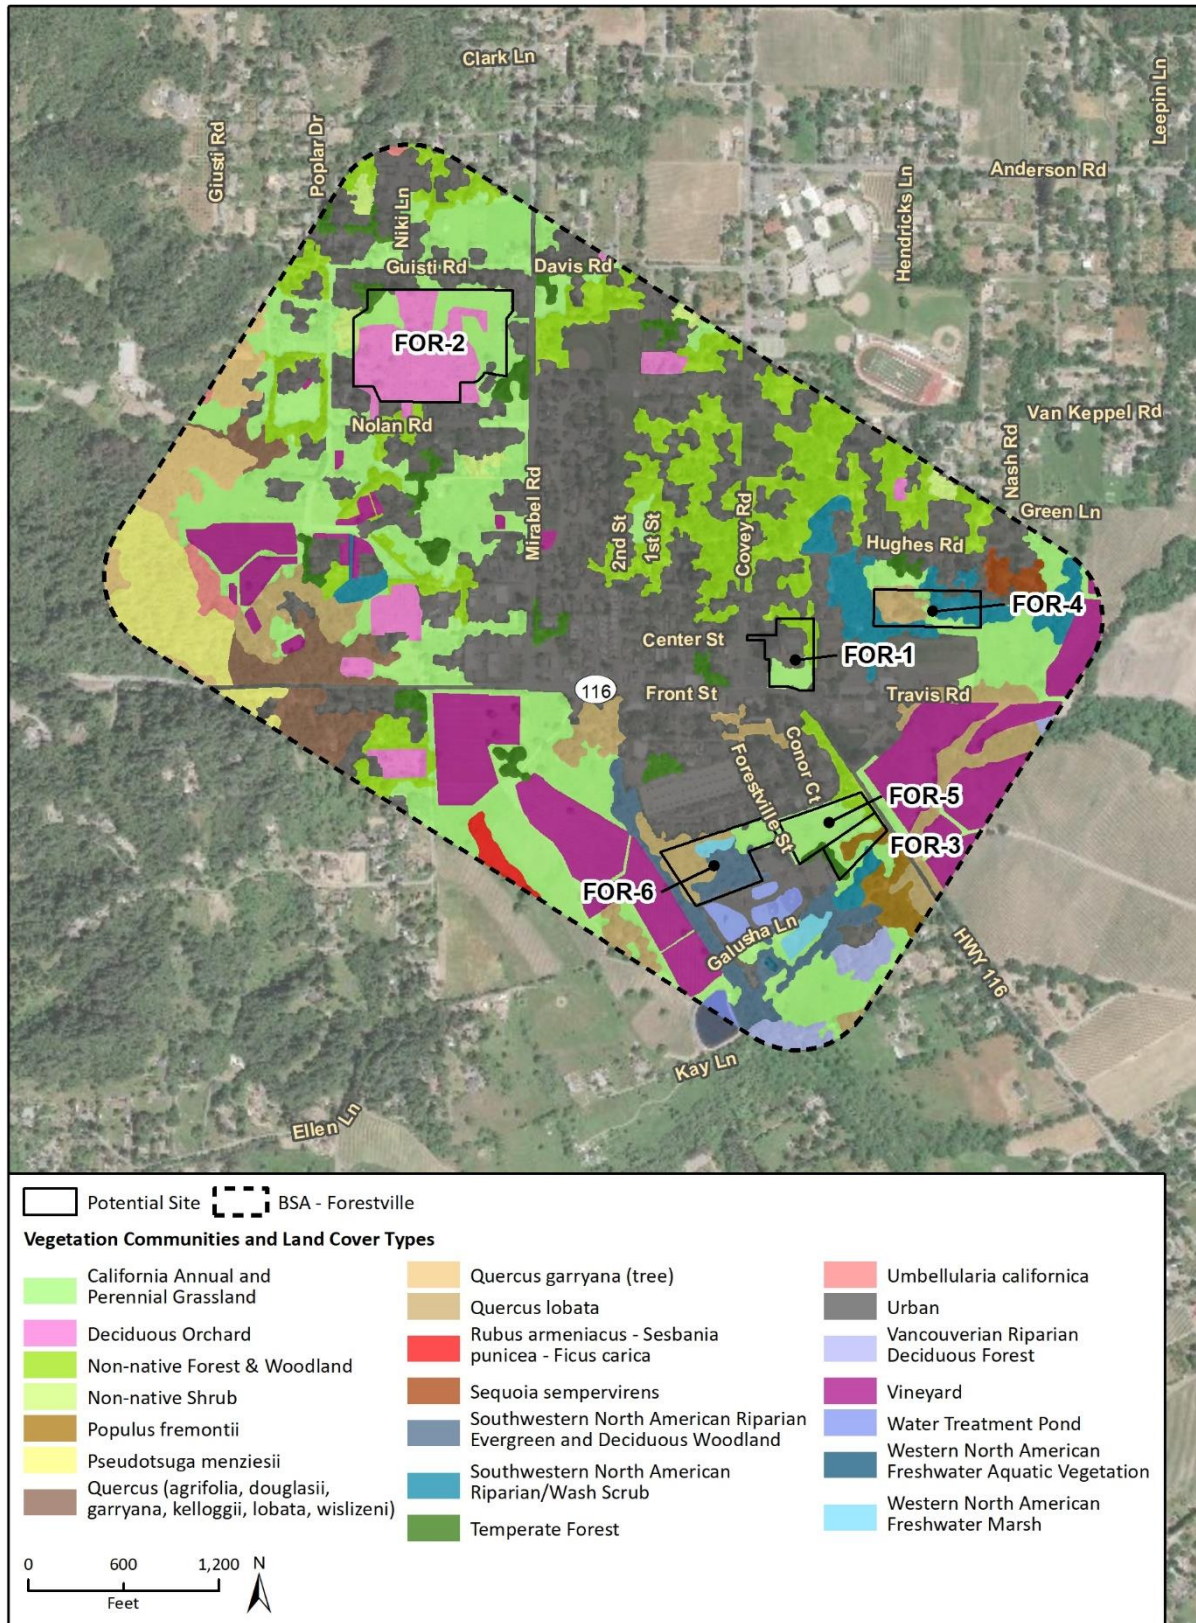 Clark Ln
Leepin Ln
Giusti Rd
Poplar Dr
Anderson Rd
Hendricks Ln
Niki Ln
Guisti Rd
Davis Rd
FOR-2
Nolan Rd
Van Keppel Rd
Nash Rd
Green Ln
Mirabel Rd
2nd St
1st St
Covey Rd
Hughes Rd
FOR-4
Center St
FOR-1
116
Front St
Travis Rd
Conor Ct
Forestville St
FOR-5
FOR-3
FOR-6
Galusha Ln
HWY 116
Kay Ln
Ellen Ln
Potential Site
BSA - Forestville
Vegetation Communities and Land Cover Types
California Annual and
Perennial Grassland
Deciduous Orchard
Non-native Forest & Woodland
Non-native Shrub
Populus fremontii
Pseudotsuga menziesii
Quercus (agrifolia, douglasii,
garryana, kelloggii, lobata, wislizeni)
Quercus garryana (tree)
Quercus lobata
Rubus armeniacus - Sesbania
punicea - Ficus carica
Sequoia sempervirens
Southwestern North American Riparian
Evergreen and Deciduous Woodland
Southwestern North American
Riparian/Wash Scrub
Temperate Forest
Umbellularia californica
Urban
Vancouverian Riparian
Deciduous Forest
Vineyard
Water Treatment Pond
Western North American
Freshwater Aquatic Vegetation
Western North American
Freshwater Marsh
0 600 1,200
Feet
N